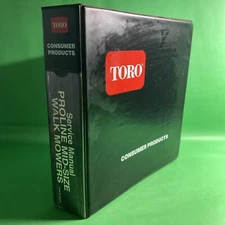 TORO
CONSUMER
PRODUCTS
Service Manual
PROLINE MID-SIZE
WALK MOWERS
TORO
CONSUMER PRODUCTS